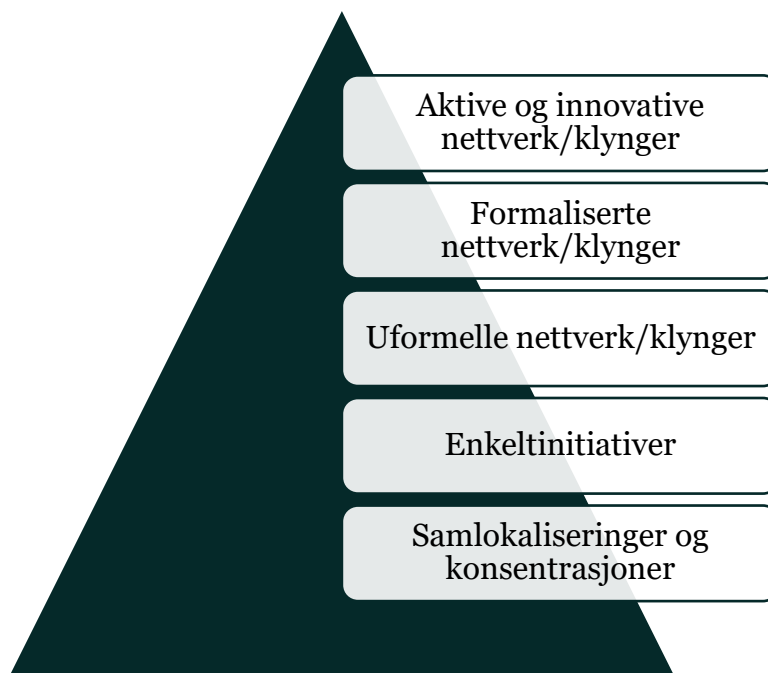 Aktive og innovative
nettverk/klynger
Formaliserte
nettverk/klynger
Uformelle nettverk/klynger
Enkeltinitiativer
Samlokaliseringer og
konsentrasjoner